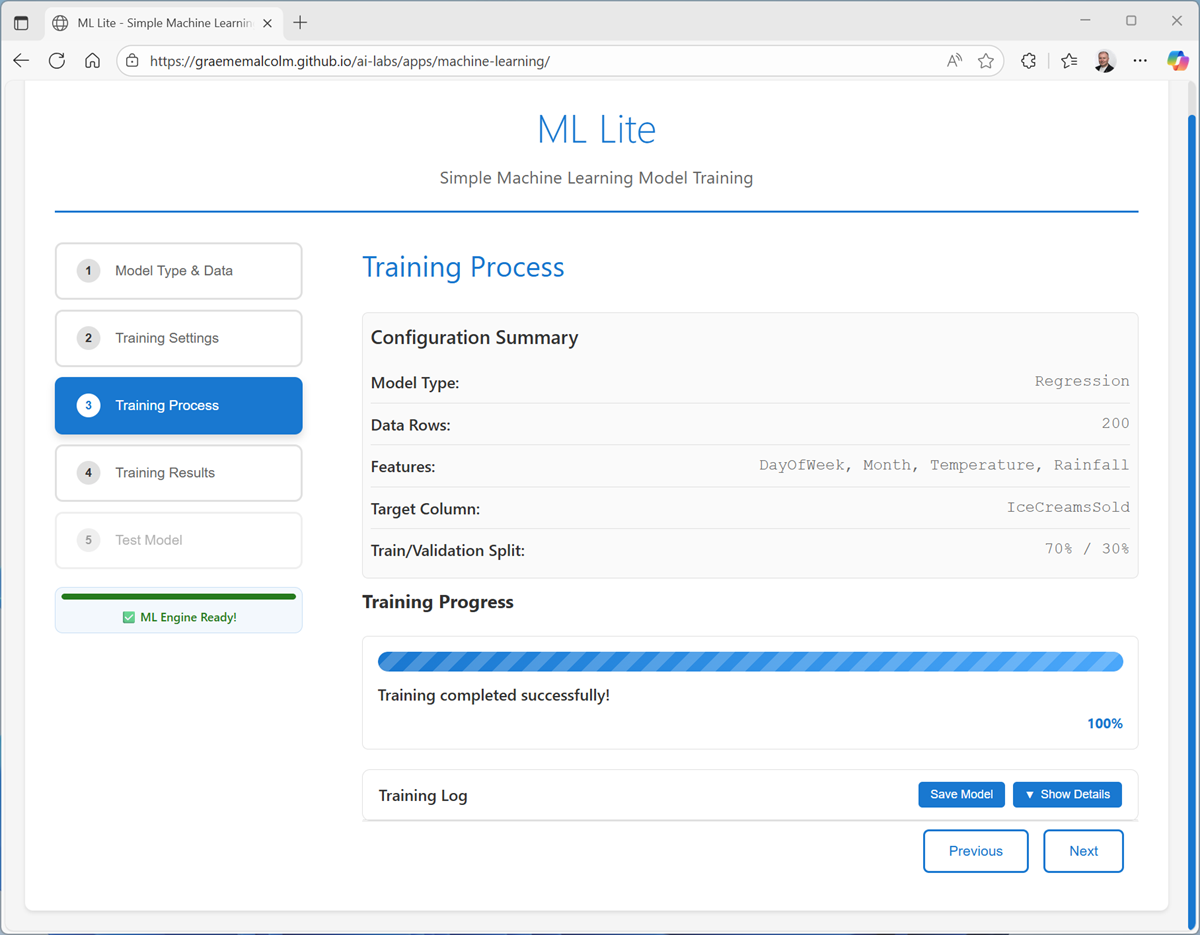 ML Lite - Simple Machine Learnin
https://graememalcolm.github.io/ai-labs/apps/machine-learning/
ML Lite
Simple Machine Learning Model Training
1 Model Type & Data
2 Training Settings
3 Training Process
4 Training Results
5 Test Model
✅ ML Engine Ready!
Training Process
Configuration Summary
Model Type: Regression
Data Rows: 200
Features: DayOfWeek, Month, Temperature, Rainfall
Target Column: IceCreamsSold
Train/Validation Split: 70% / 30%
Training Progress
Training completed successfully!
100%
Training Log Save Model ▼ Show Details
Previous Next